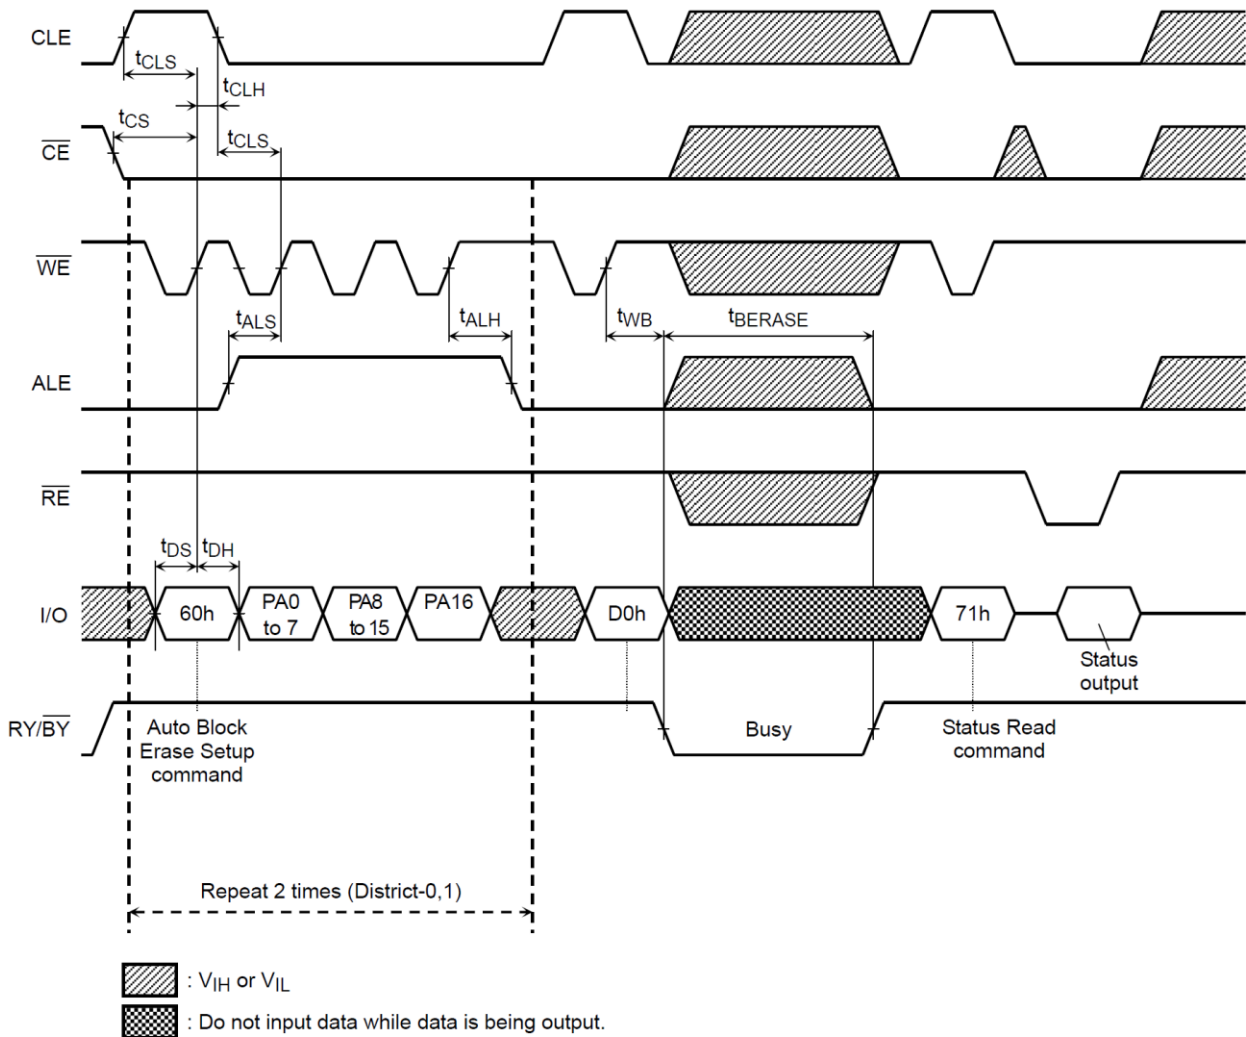 CLE
tCLS
tCLH
tCS
tCLS
CE
WE
tALS
tALH
tWB
tBERASE
ALE
RE
tDS
tDH
I/O
60h
PA0
to 7
PA8
to 15
PA16
D0h
71h
Status
output
RY/BY
Auto Block
Erase Setup
command
Busy
Status Read
command
Repeat 2 times (District-0,1)
: VIH or VIL
: Do not input data while data is being output.